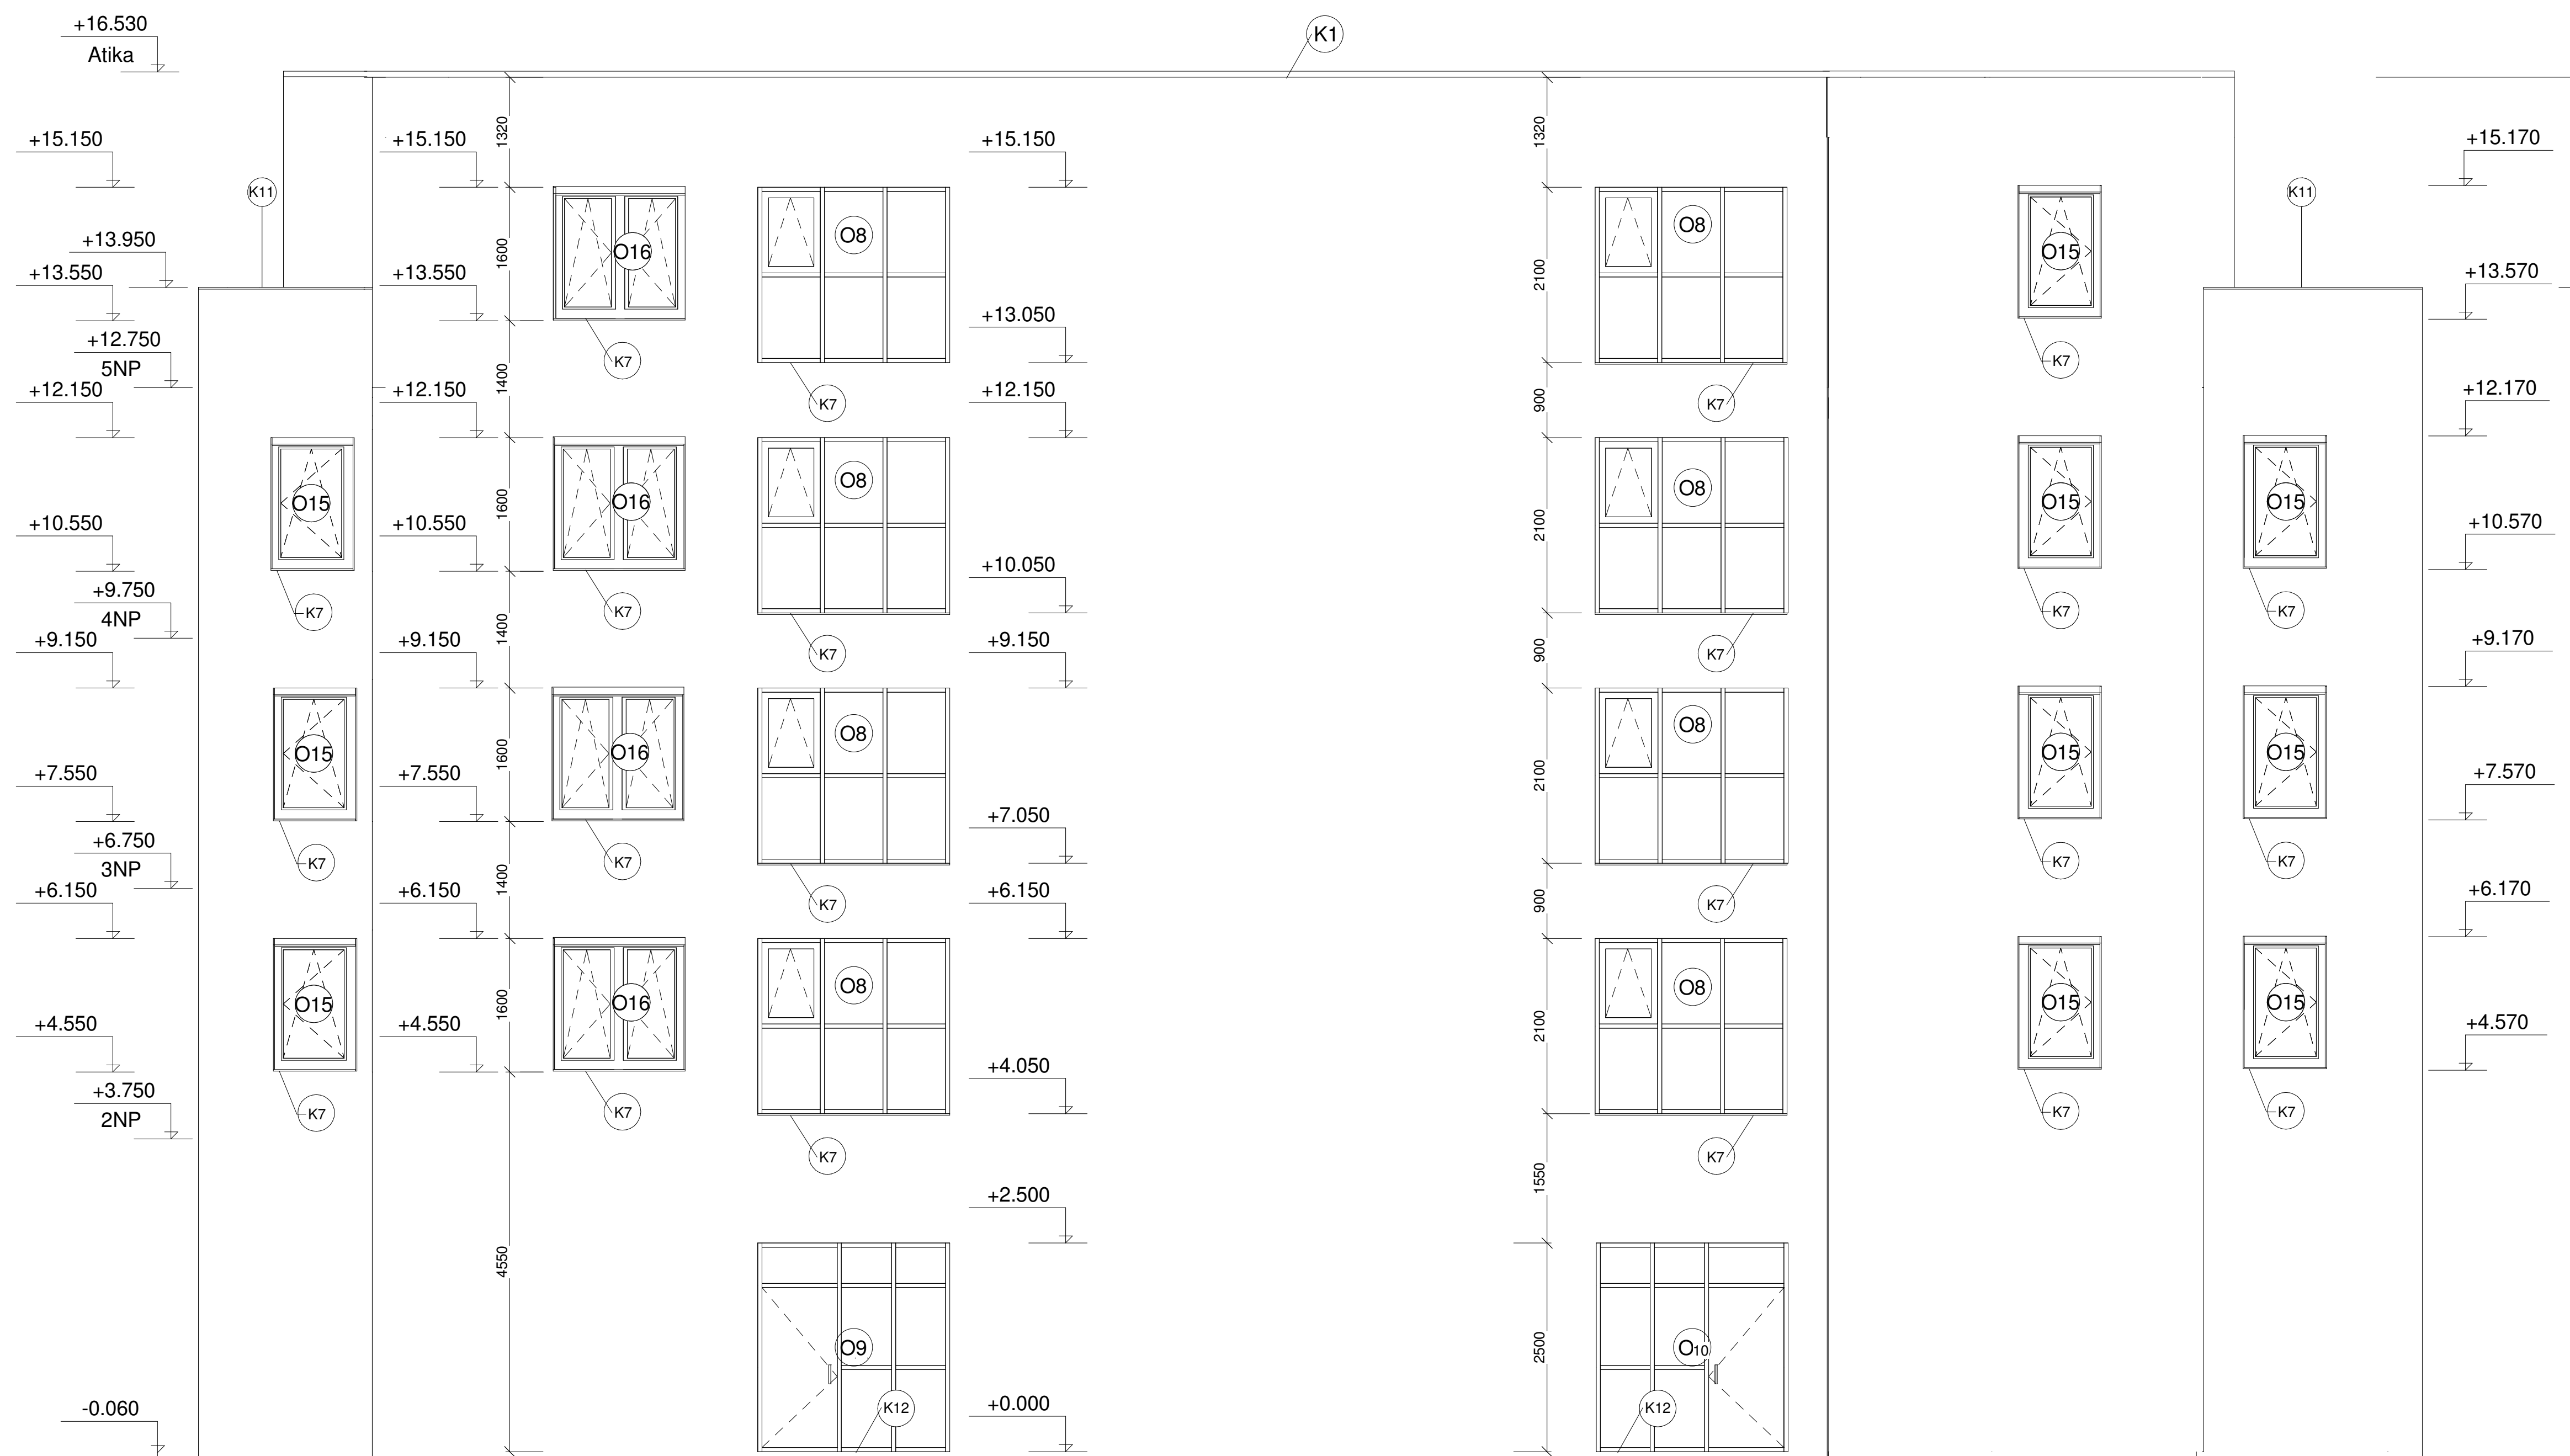 +16.530
Atika
K1
+15.150
+15.150
1320
+15.150
1320
+15.170
K11
K11
O8
O8
O16
O15
1600
2100
+13.950
+13.550
+13.550
+13.570
+13.050
+12.750
5NP
K7
K7
1400
+12.150
+12.150
K7
+12.150
900
K7
+12.170
O8
O8
O15
O16
O15
O15
1600
2100
+10.550
+10.550
+10.570
+10.050
+9.750
4NP
K7
K7
K7
K7
1400
+9.150
+9.150
K7
+9.150
900
K7
+9.170
O8
O8
O15
O16
O15
O15
1600
2100
+7.550
+7.550
+7.570
+7.050
+6.750
3NP
K7
K7
K7
K7
1400
+6.150
+6.150
K7
+6.150
900
K7
+6.170
O8
O8
O15
O16
O15
O15
1600
2100
+4.550
+4.550
+4.570
+4.050
+3.750
2NP
K7
K7
K7
K7
K7
K7
1550
+2.500
4550
2500
O9
O10
-0.060
K12
+0.000
K12